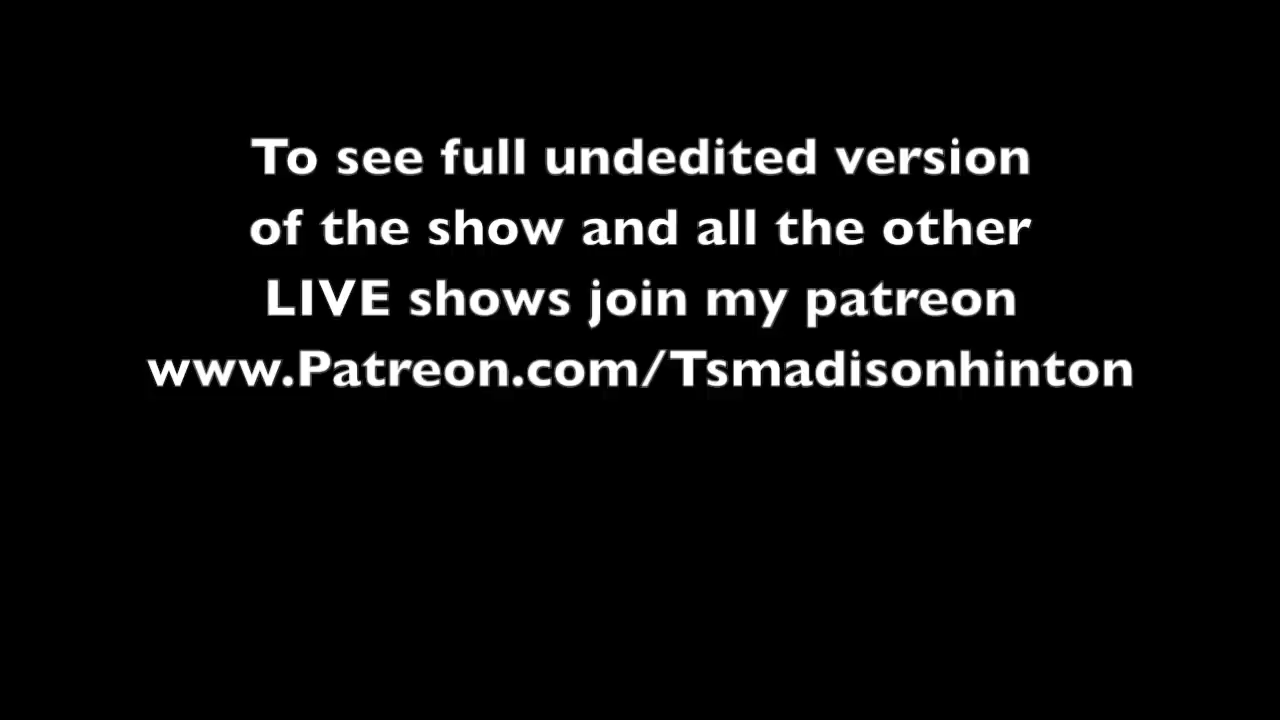 To see full undedited version
of the show and all the other
LIVE shows join my patreon
www.Patreon.com/Tsmadisonhinton